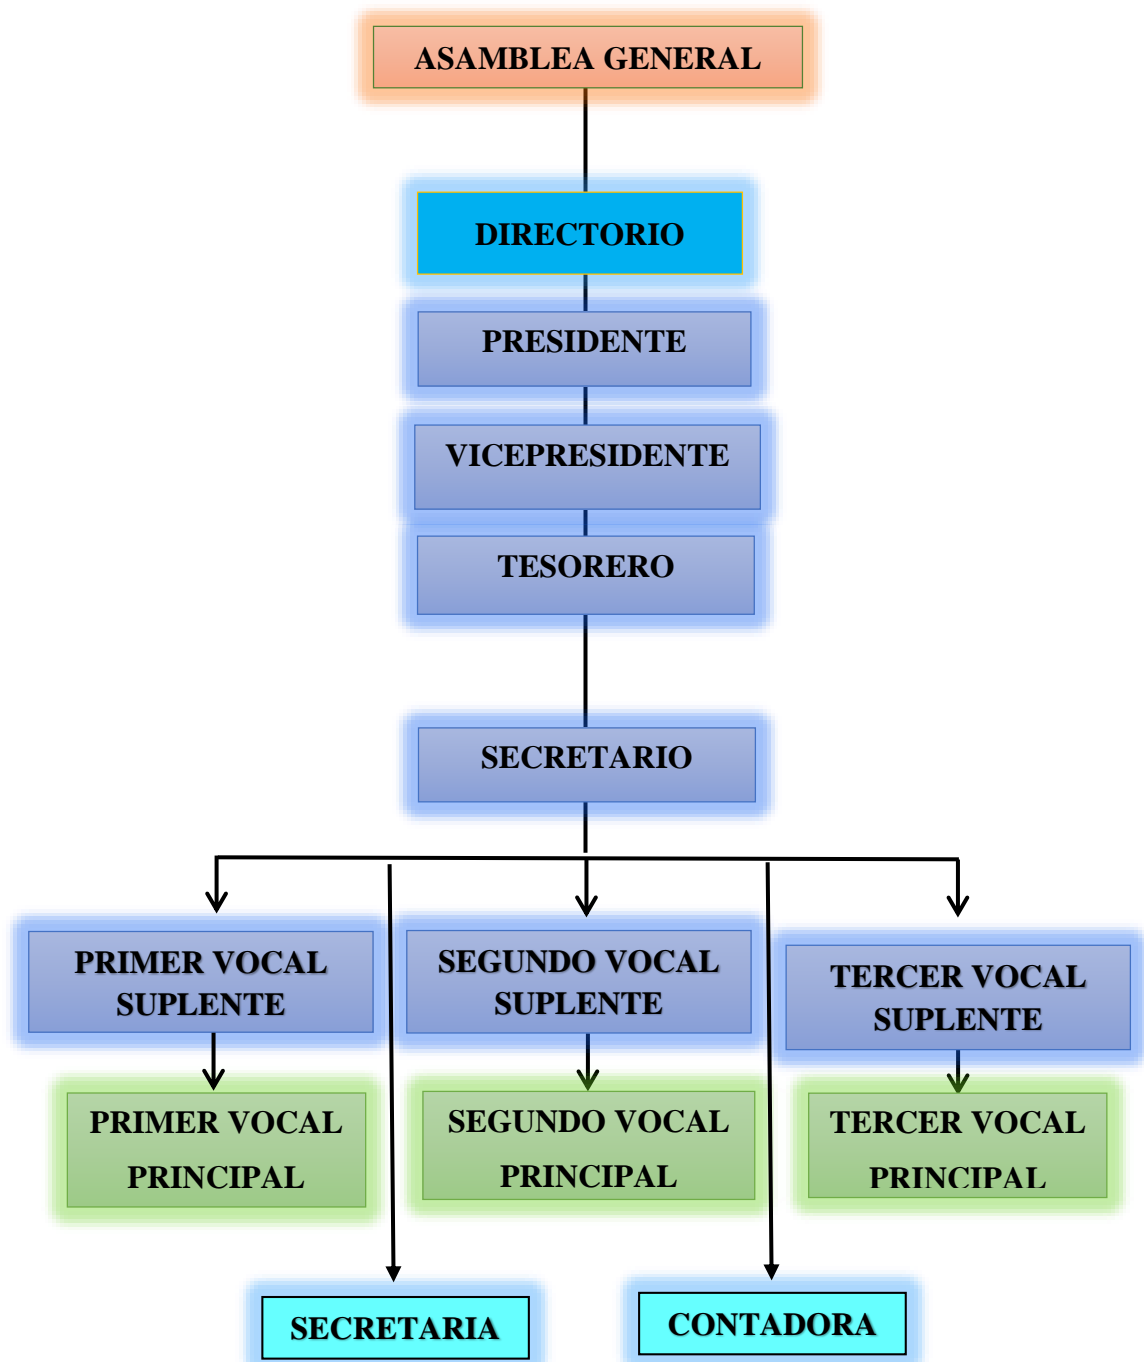 ASAMBLEA GENERAL
DIRECTORIO
PRESIDENTE
VICEPRESIDENTE
TESORERO
SECRETARIO
PRIMER VOCAL
SUPLENTE
SEGUNDO VOCAL
SUPLENTE
TERCER VOCAL
SUPLENTE
PRIMER VOCAL
PRINCIPAL
SEGUNDO VOCAL
PRINCIPAL
TERCER VOCAL
PRINCIPAL
SECRETARIA
CONTADORA